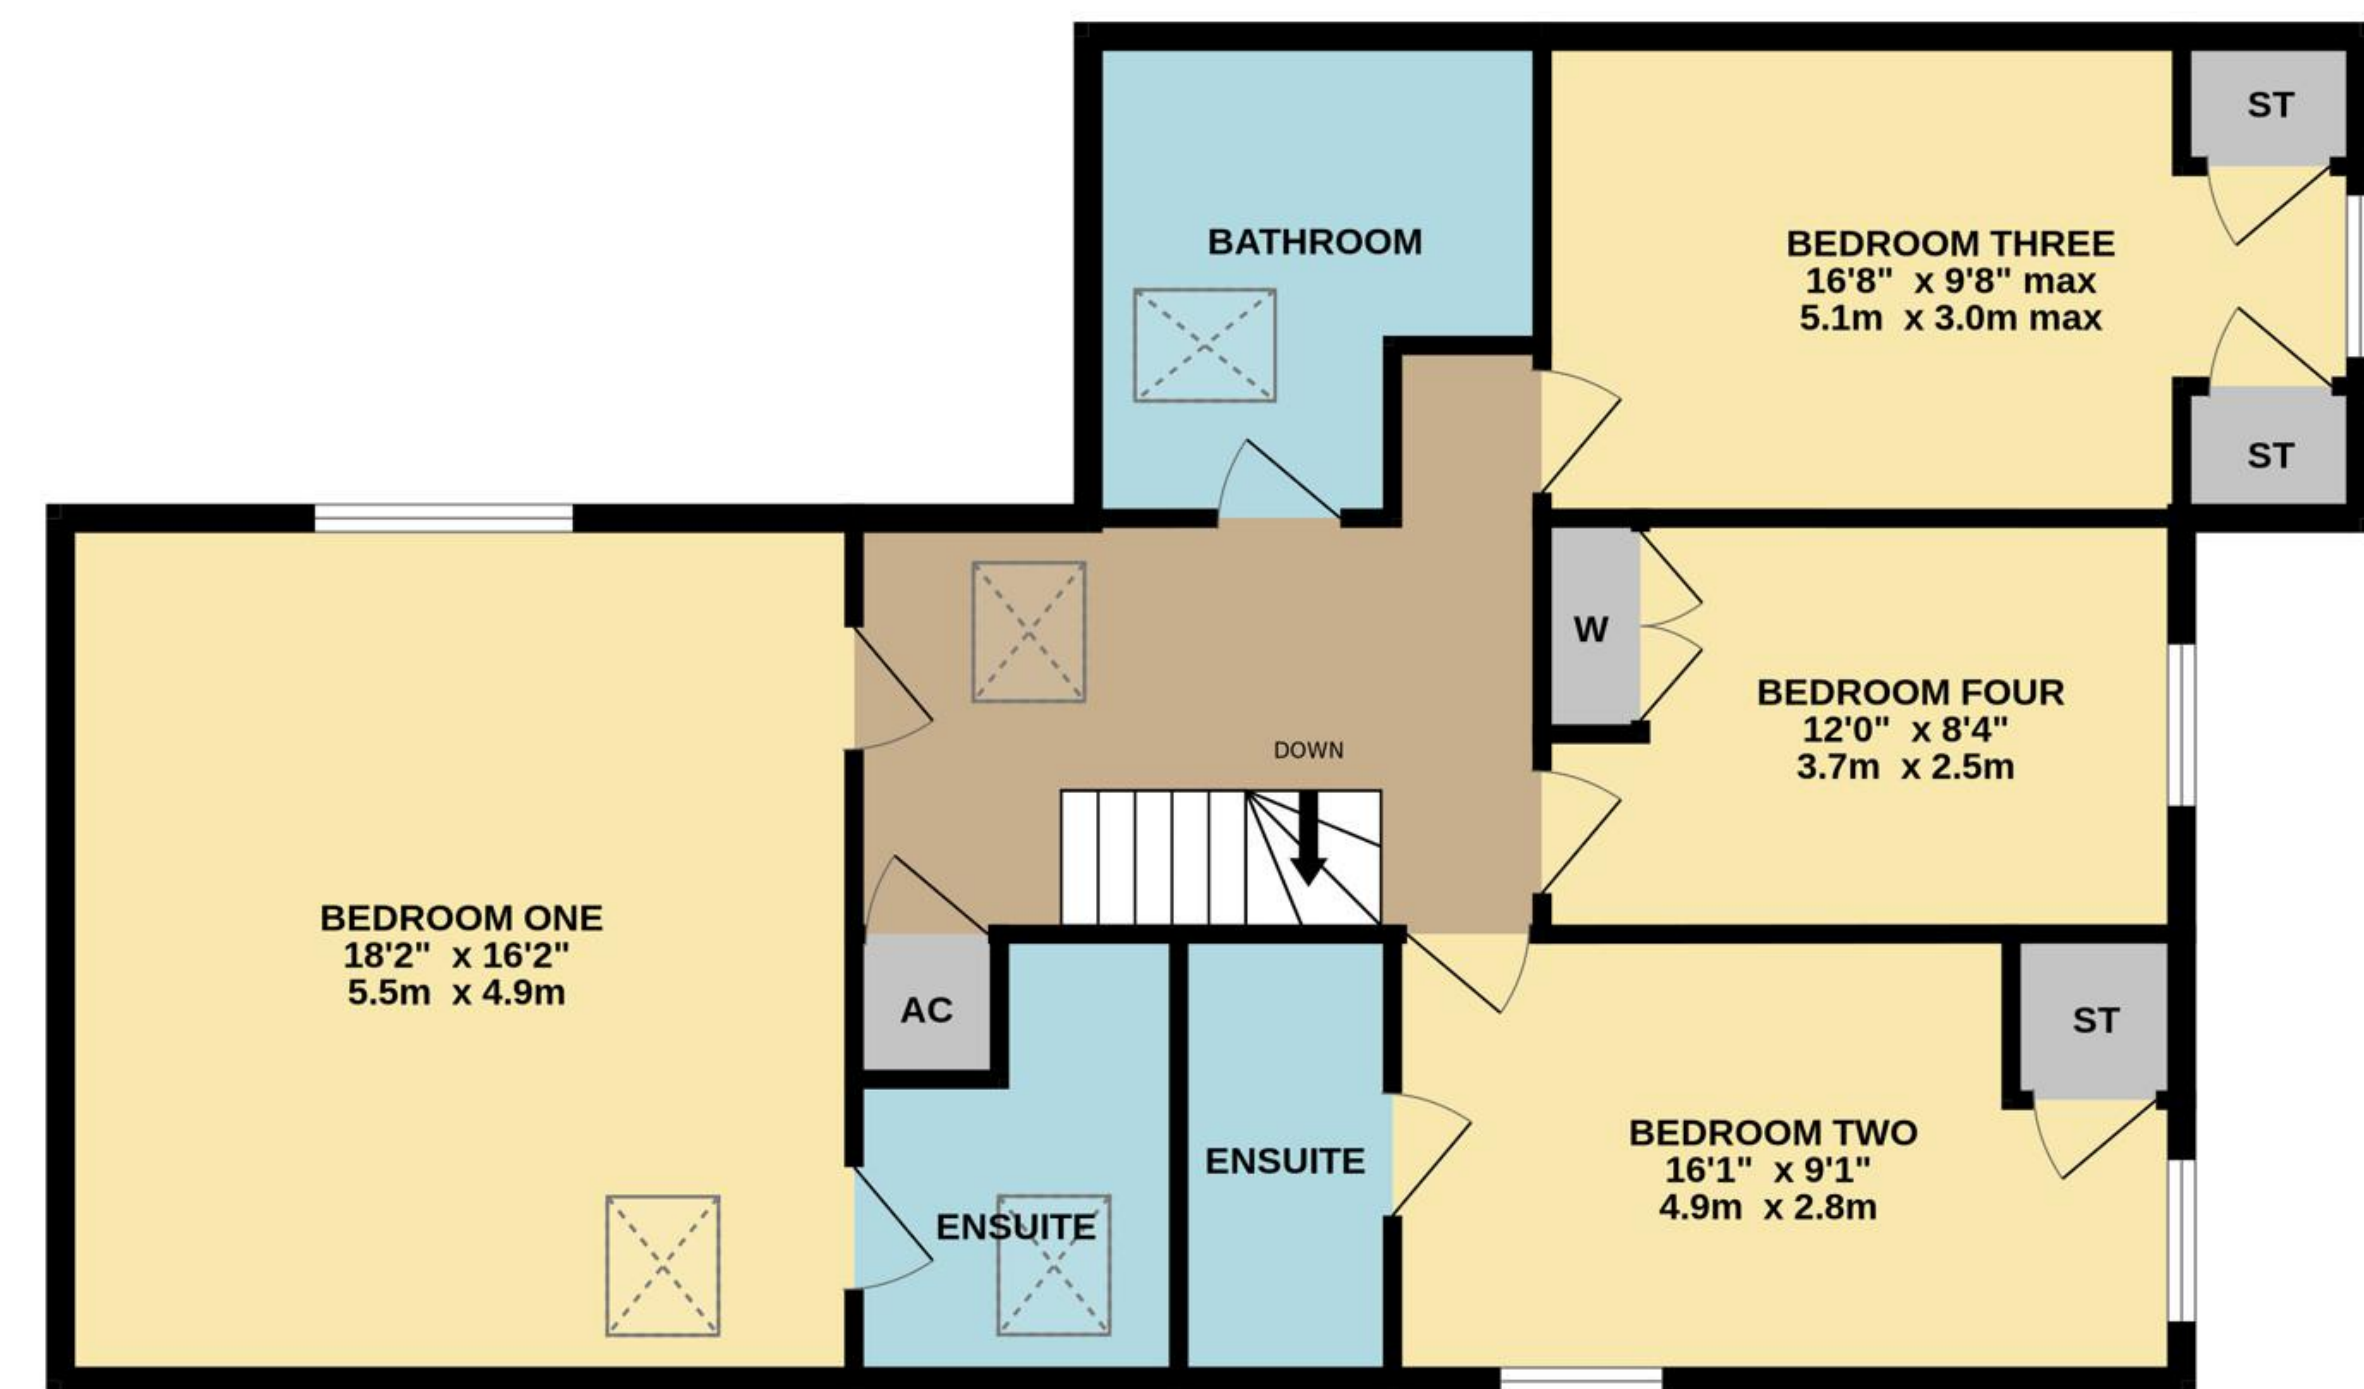 ST
BATHROOM
BEDROOM THREE
16'8" x 9'8" max
5.1m x 3.0m max
ST
W
BEDROOM FOUR
12'0" x 8'4"
3.7m x 2.5m
DOWN
BEDROOM ONE
18'2" x 16'2"
5.5m x 4.9m
AC
ST
ENSUITE
BEDROOM TWO
16'1" x 9'1"
4.9m x 2.8m
ENSUITE